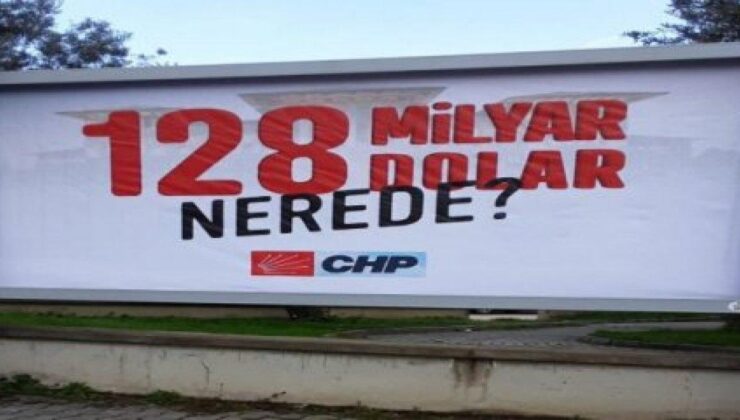 128 MİLYAR
DOLAR
NEREDE?
CHP